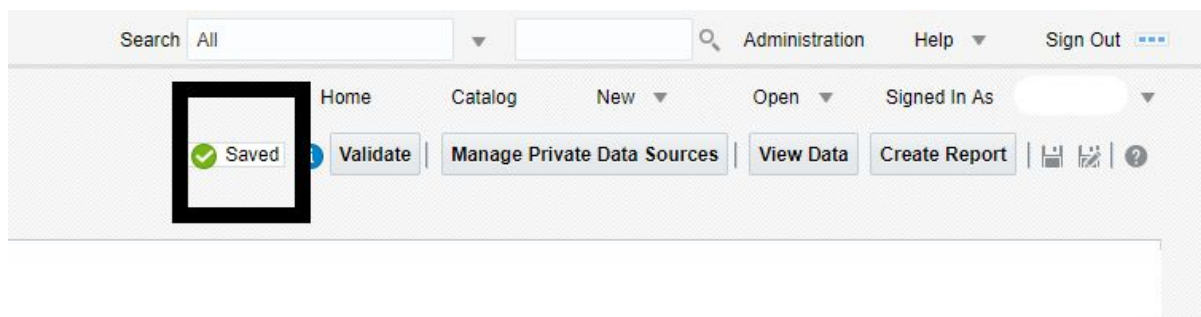 Search All Administration Help Sign Out
Home Catalog New Open Signed In As
Saved Validate Manage Private Data Sources View Data Create Report